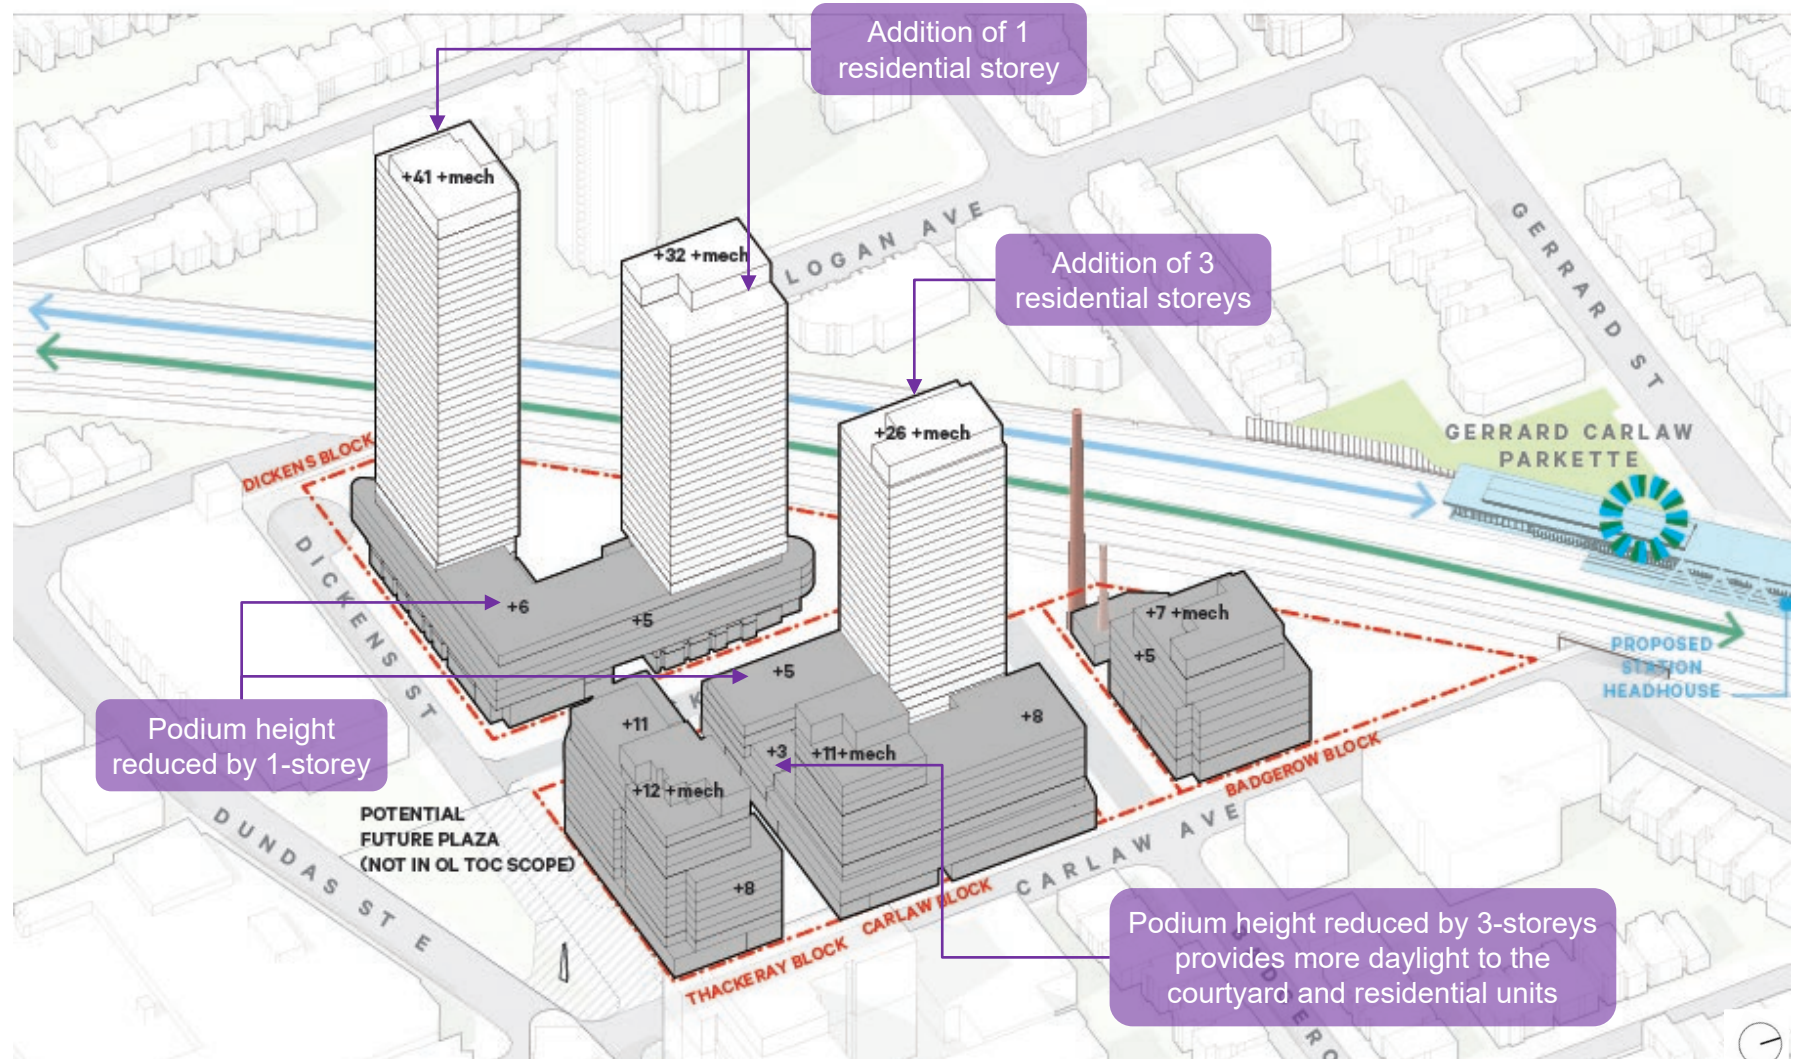 Addition of 1
residential storey
+41 +mech
+32 +mech
LOGAN AVE
Addition of 3
residential storeys
GERRARD ST
+26 +mech
GERRARD CARLAW
PARKETTE
DICKENS BLOCK
DICKENS ST
+6
+5
+7 +mech
+5
PROPOSED
STATION
HEADHOUSE
+5
+11
+8
Podium height
reduced by 1-storey
+3
+11+mech
+12 +mech
BADGEROW BLOCK
POTENTIAL
FUTURE PLAZA
(NOT IN OL TOC SCOPE)
DUNDAS ST E
+8
CARLAW AVE
CARLAW BLOCK
THACKERAY BLOCK
Podium height reduced by 3-storeys
provides more daylight to the
courtyard and residential units